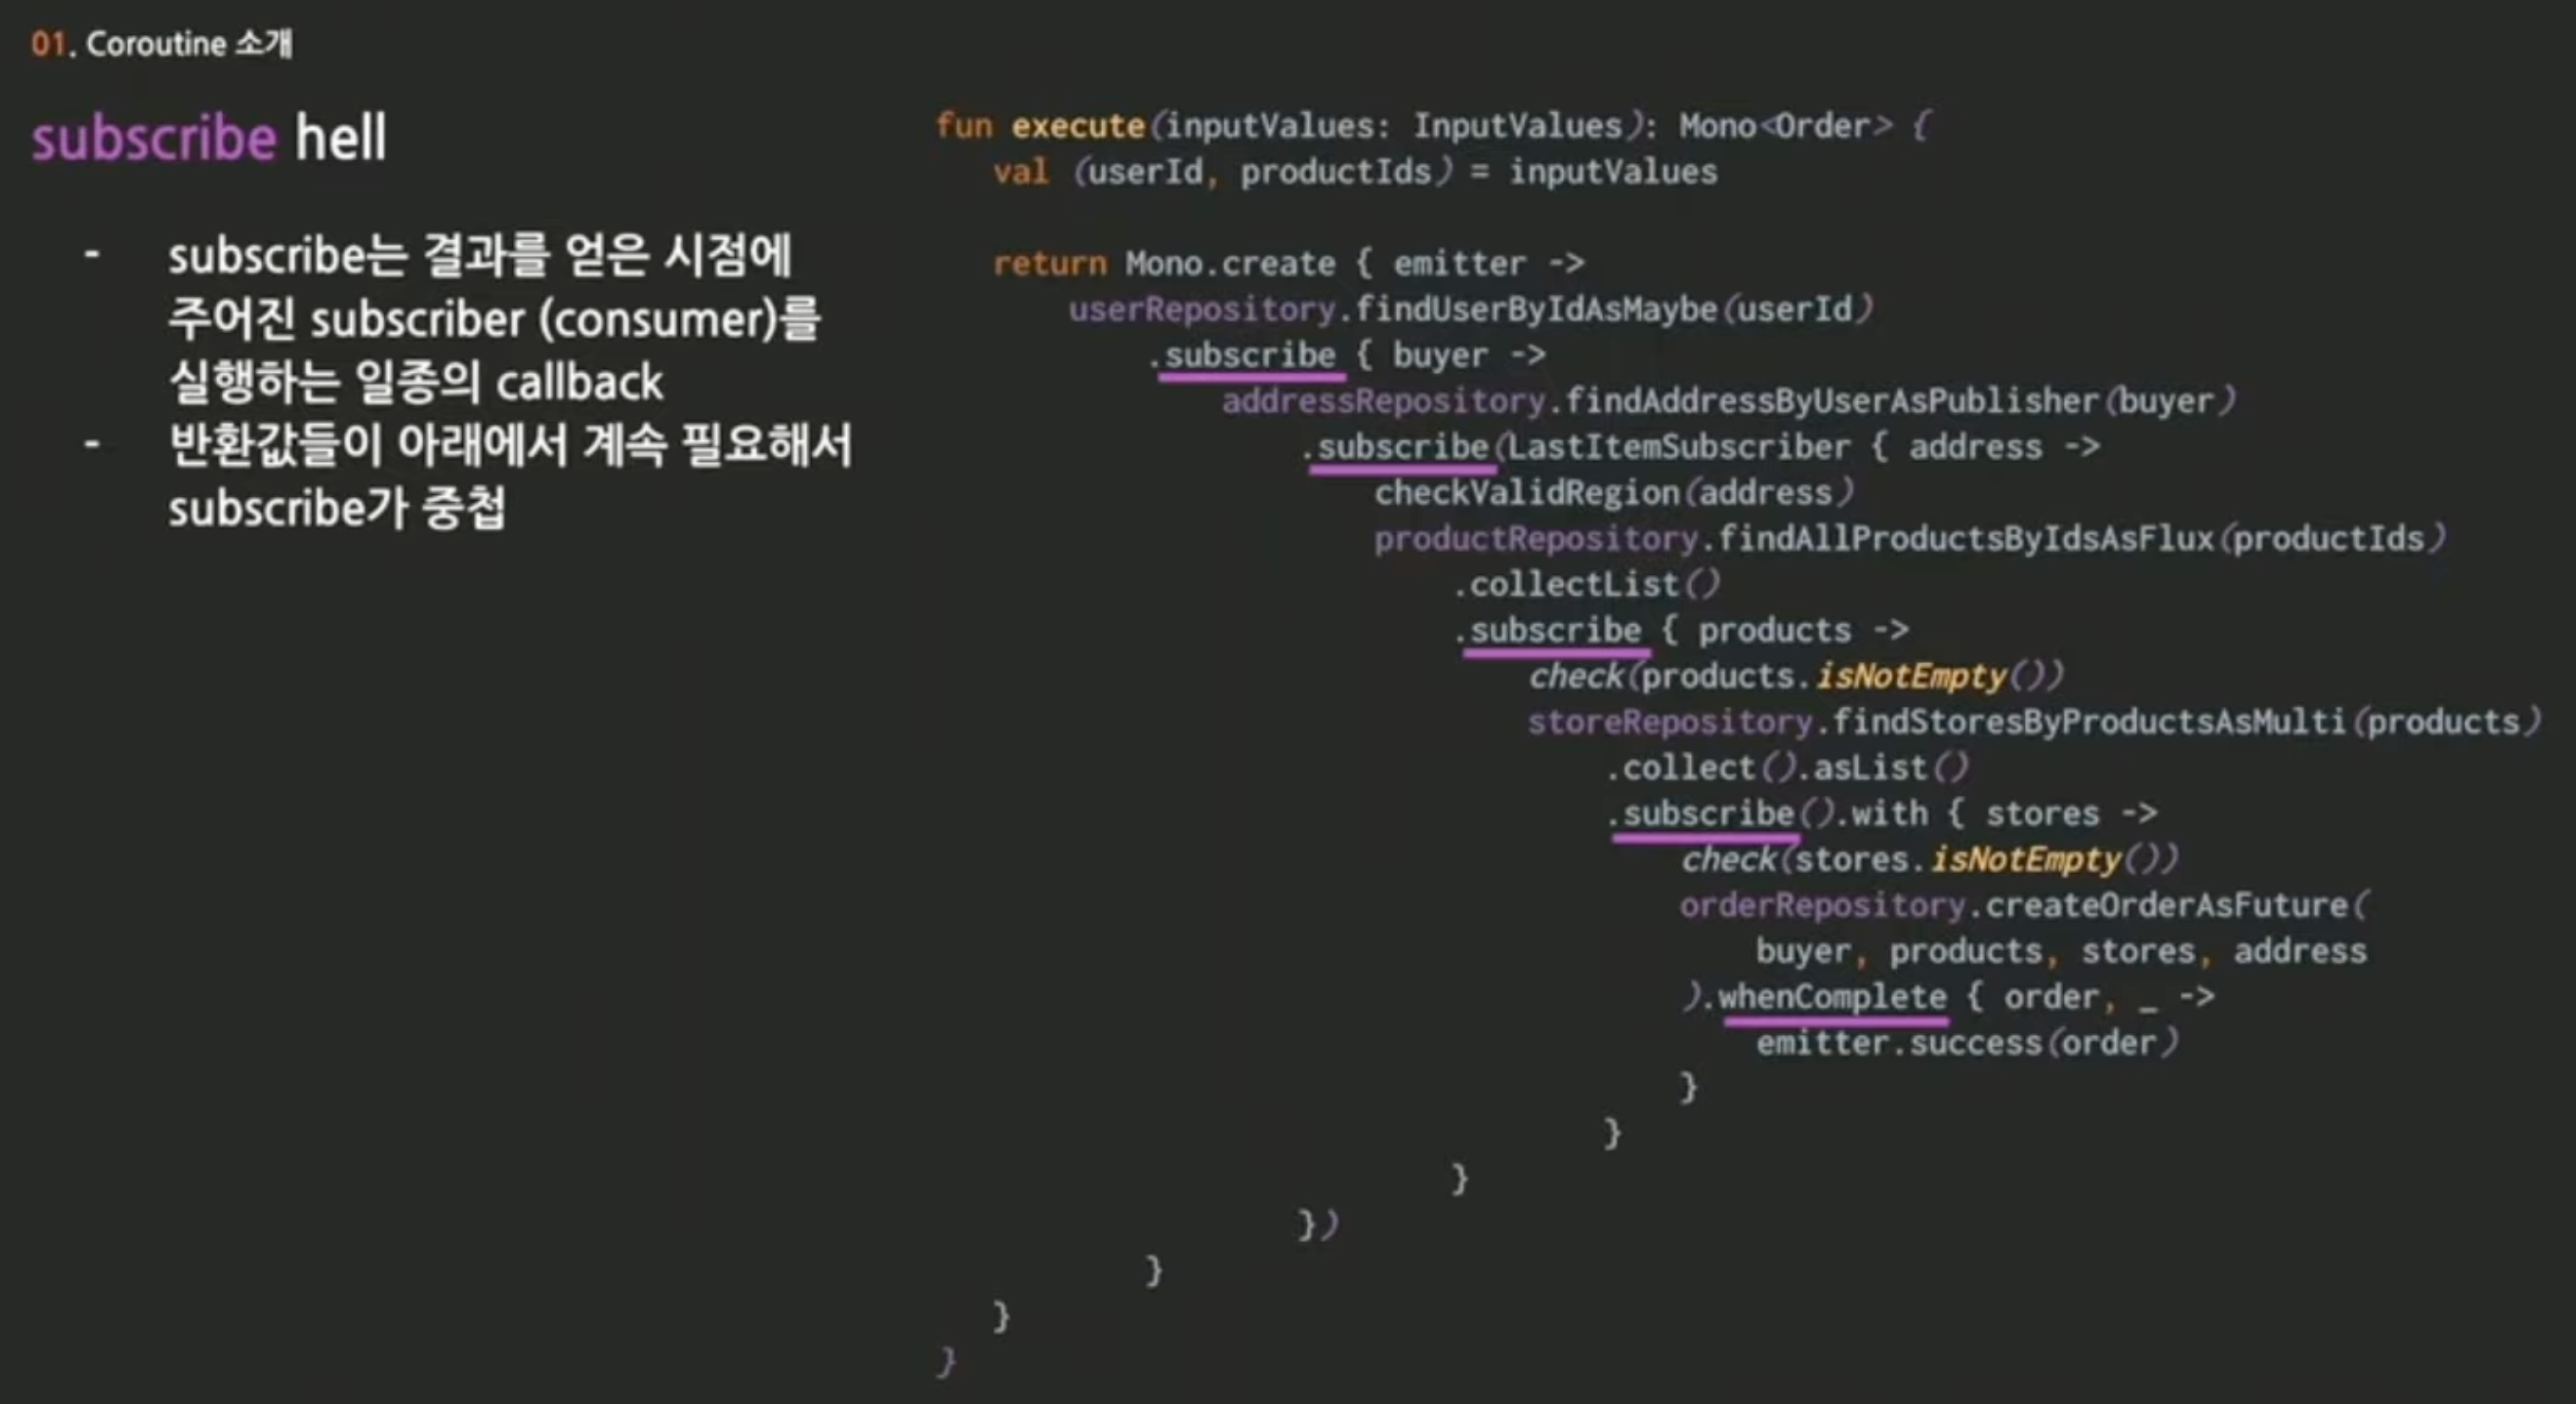 01. Coroutine 소개
subscribe hell
- subscribe는 결과를 얻은 시점에
주어진 subscriber (consumer)를
실행하는 일종의 callback
- 반환값들이 아래에서 계속 필요해서
subscribe가 중첩
fun execute(inputValues: InputValues): Mono<Order> {
val (userId, productIds) = inputValues
return Mono.create { emitter ->
userRepository.findUserByIdAsMaybe(userId)
.subscribe { buyer ->
addressRepository.findAddressByUserAsPublisher(buyer)
.subscribe(LastItemSubscriber { address ->
checkValidRegion(address)
productRepository.findAllProductsByIdsAsFlux(productIds)
.collectList()
.subscribe { products ->
check(products.isNotEmpty())
storeRepository.findStoresByProductsAsMulti(products)
.collect().asList()
.subscribe().with { stores ->
check(stores.isNotEmpty())
orderRepository.createOrderAsFuture(
buyer, products, stores, address
).whenComplete { order, _ ->
emitter.success(order)
}
}
}
})
}
}
}